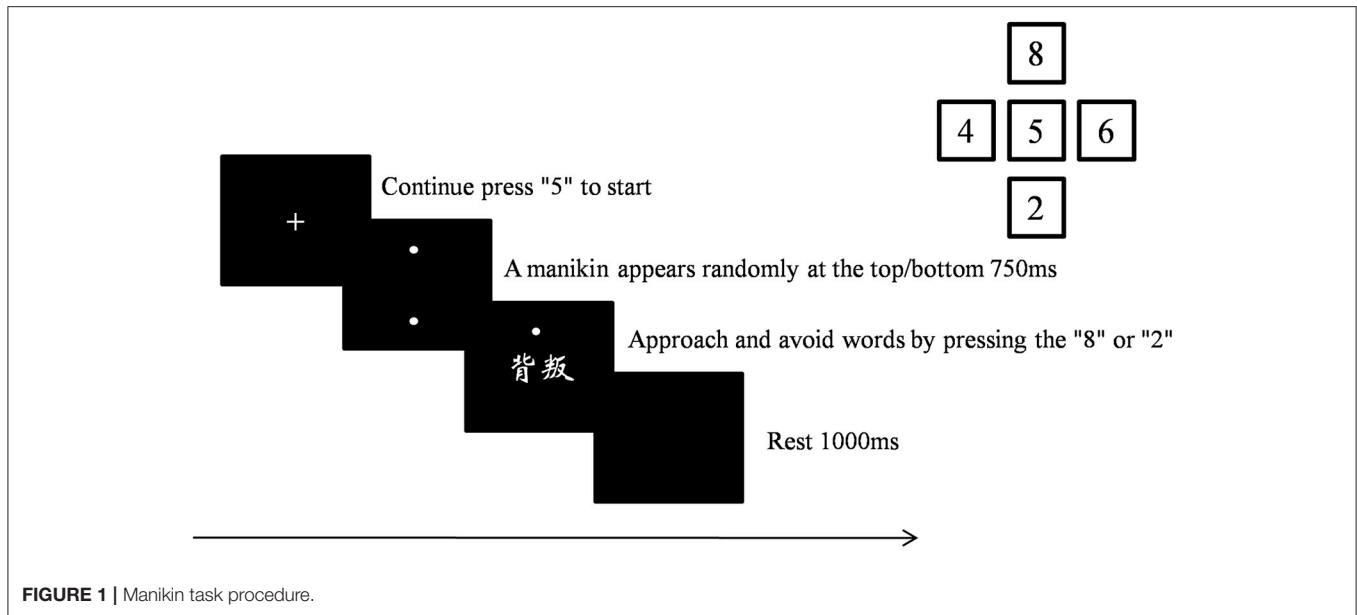 8
4 5 6
2
+
Continue press "5" to start
A manikin appears randomly at the top/bottom 750ms
Approach and avoid words by pressing the "8" or "2"
背叛
Rest 1000ms
FIGURE 1 | Manikin task procedure.